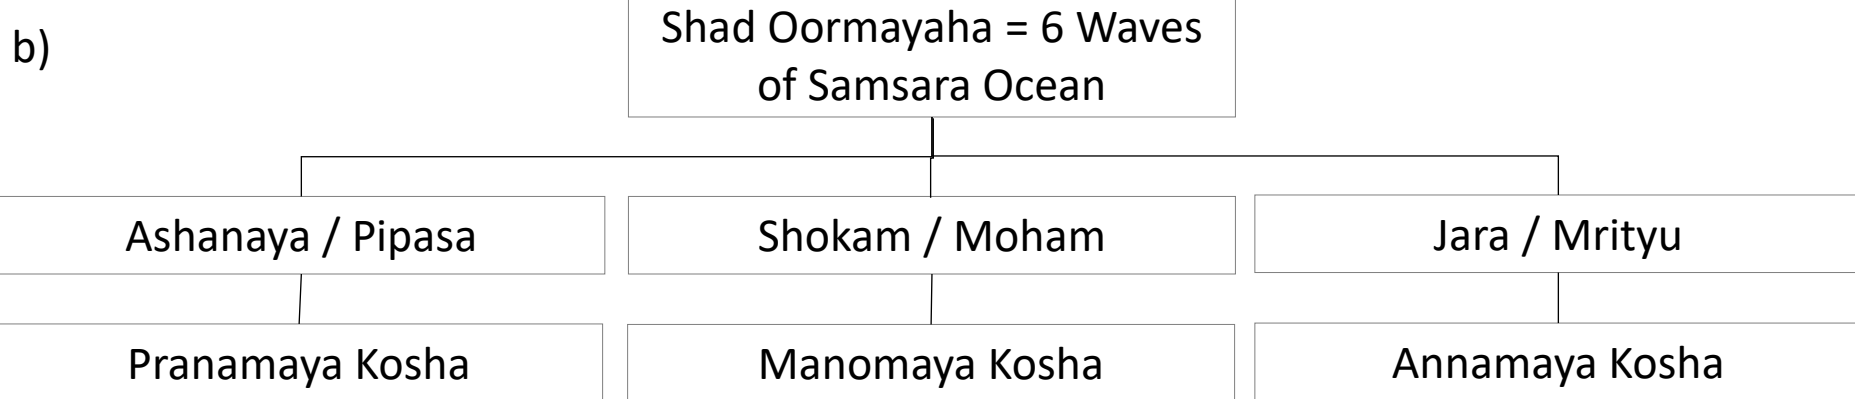 b)
Shad Oormayaha = 6 Waves
of Samsara Ocean
Ashanaya / Pipasa
Shokam / Moham
Jara / Mrityu
Pranamaya Kosha
Manomaya Kosha
Annamaya Kosha